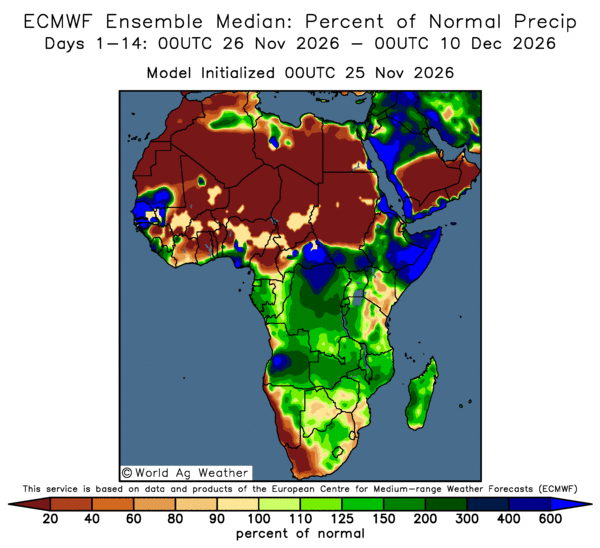 ECMWF Ensemble Median: Percent of Normal Precip
Days 1-14: 00UTC 26 Nov 2026 - 00UTC 10 Dec 2026
Model Initialized 00UTC 25 Nov 2026
© World Ag Weather
This service is based on data and products of the European Centre for Medium-range Weather Forecasts (ECMWF)
20 40 60 80 90 100 110 125 150 200 300 400 600
percent of normal